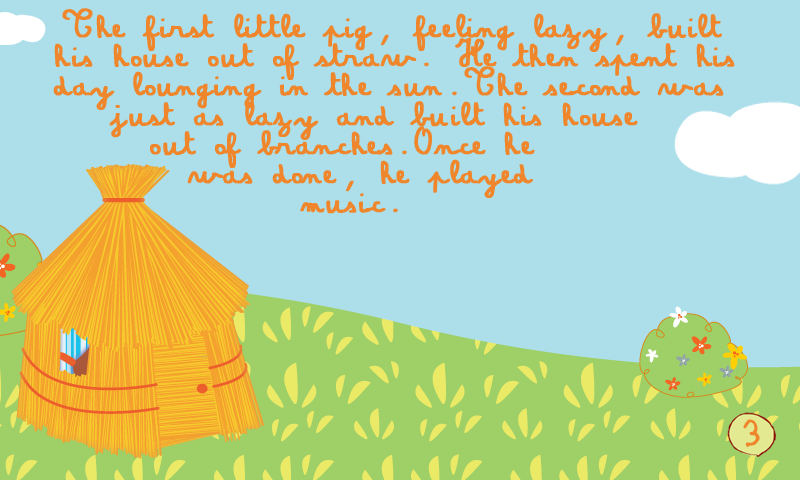 The first little pig, feeling lazy, built
his house out of straw. He then spent his
day lounging in the sun.The second was
just as lazy and built his house
out of branches.Once he
was done, he played
music.
3